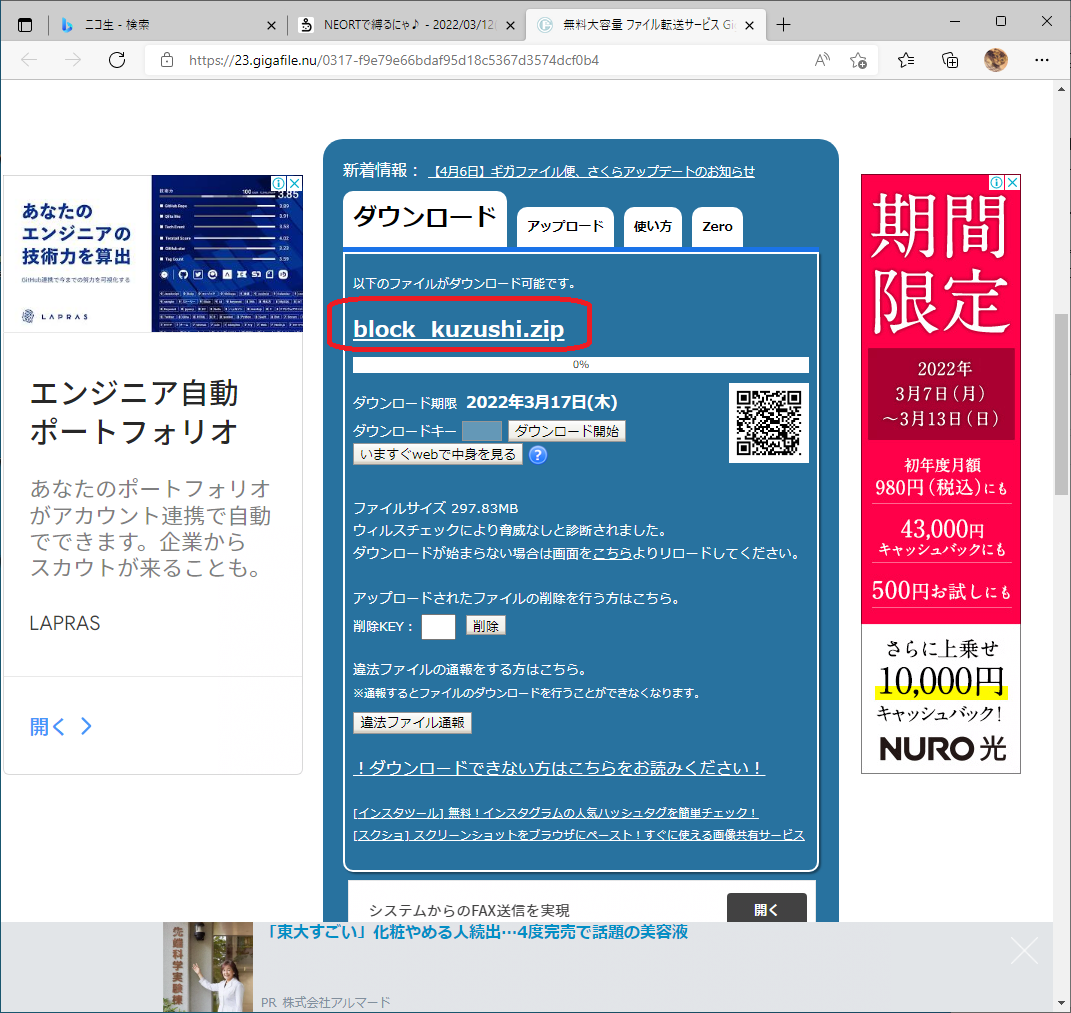 ニコ生 - 検索
NEORTで縛るにゃ♪ - 2022/03/12
無料大容量 ファイル転送サービス Gi
https://23.gigafile.nu/0317-f9e79e66bdaf95d18c5367d3574dcf0b4
新着情報：【4月6日】ギガファイル便、さくらアップデートのお知らせ
ダウンロード
アップロード
使い方
Zero
以下のファイルがダウンロード可能です。
block_kuzushi.zip
0%
ダウンロード期限 2022年3月17日(木)
ダウンロードキー
ダウンロード開始
いますぐwebで中身を見る
?
ファイルサイズ 297.83MB
ウィルスチェックにより脅威なしと診断されました。
ダウンロードが始まらない場合は画面をこちらよりリロードしてください。
アップロードされたファイルの削除を行う方はこちら。
削除KEY：
削除
違法ファイルの通報をする方はこちら。
※通報するとファイルのダウンロードを行うことができなくなります。
違法ファイル通報
！ダウンロードできない方はこちらをお読みください！
[インスタツール] 無料！インスタグラムの人気ハッシュタグを簡単チェック！
[スクショ] スクリーンショットをブラウザにペースト！すぐに使える画像共有サービス
システムからのFAX送信を実現
開く
あなたの
エンジニアの
技術力を算出
GitHub連携で今までの努力を可視化する
LAPRAS
技術力
3.85
エンジニア自動
ポートフォリオ
あなたのポートフォリオ
がアカウント連携で自動
でできます。企業から
スカウトが来ることも。
LAPRAS
開く
期間
限定
2022年
3月7日（月）
～3月13日（日）
初年度月額
980円（税込）にも
43,000円
キャッシュバックにも
500円お試しにも
さらに上乗せ
10,000円
キャッシュバック！
NURO 光
先端科学実験棟
「東大すごい」化粧やめる人続出…4度完売で話題の美容液
PR 株式会社アルマード